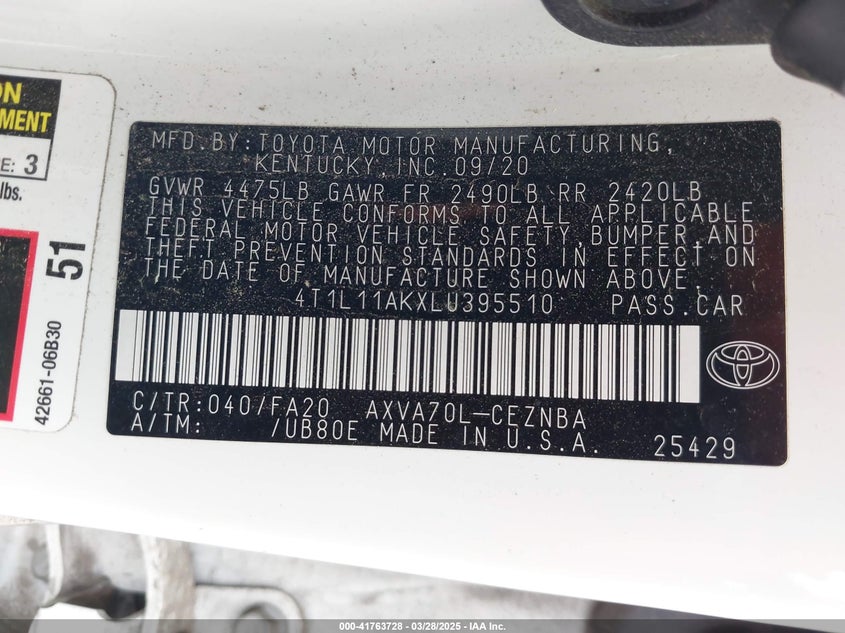 ON
MENT
E: 3
lbs.
51
42661-06B30
MFD.BY:TOYOTA MOTOR MANUFACTURING,
KENTUCKY, INC.09/20
GVWR 4475LB GAWR FR 2490LB RR 2420LB
THIS VEHICLE CONFORMS TO ALL APPLICABLE
FEDERAL MOTOR VEHICLE SAFETY,BUMPER,AND
THEFT PREVENTION STANDARDS IN EFFECT ON
THE DATE OF MANUFACTURE SHOWN ABOVE.
4T1L11AKXLU395510 PASS.CAR
C/TR:040/FA20 AXVA70L-CEZNBA
A/TM: /UB80E MADE IN U.S.A. 25429
000-41763728 - 03/28/2025 - IAA, Inc.